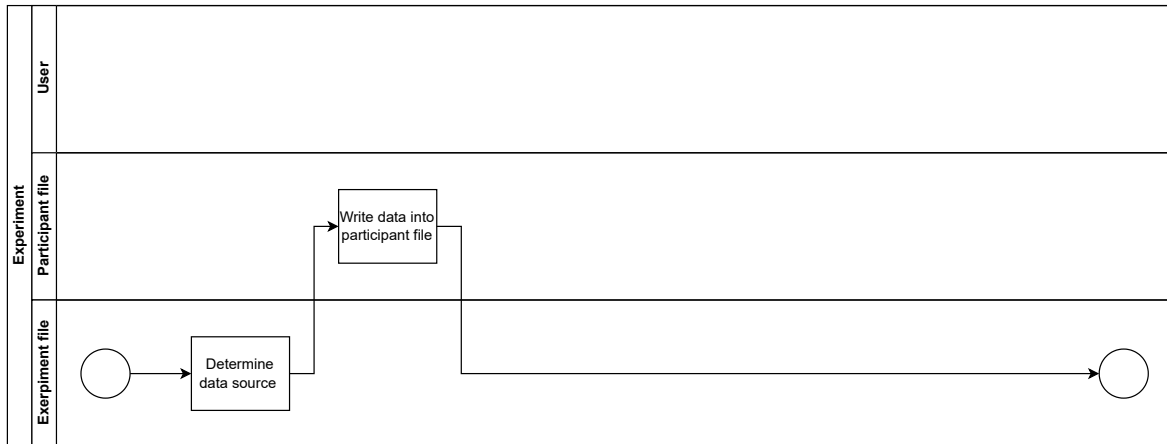 Experiment
User
Participant file
Write data into
participant file
Exerpiment file
Determine
data source